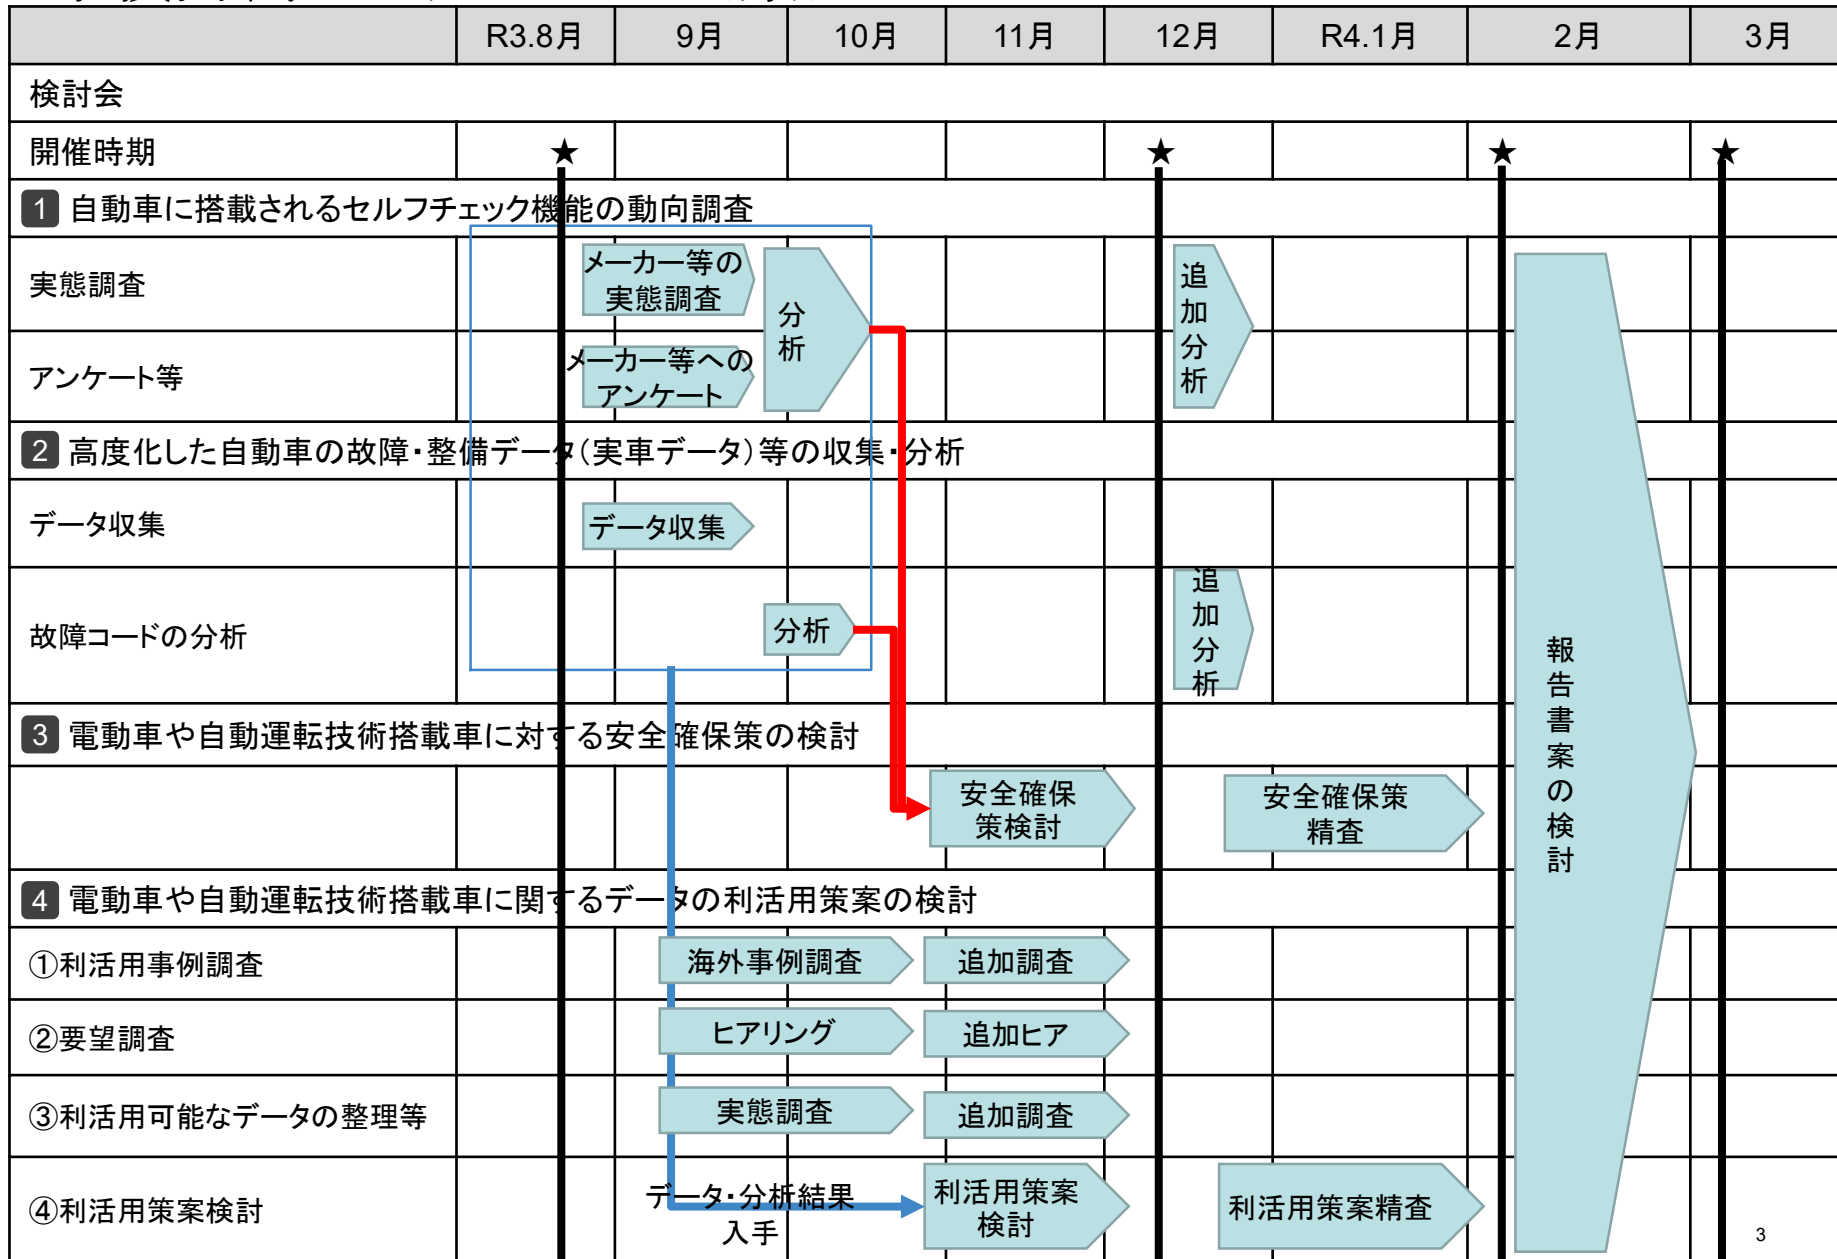 R3.8月 9月 10月 11月 12月 R4.1月 2月 3月
検討会
開催時期 ★ ★ ★ ★
1 自動車に搭載されるセルフチェック機能の動向調査
実態調査
メーカー等の
実態調査
分
析
追
加
分
析
アンケート等
メーカー等への
アンケート
2 高度化した自動車の故障・整備データ(実車データ)等の収集・分析
データ収集
データ収集
故障コードの分析
分析
追
加
分
析
3 電動車や自動運転技術搭載車に対する安全確保策の検討
安全確保
策検討
安全確保策
精査
報
告
書
案
の
検
討
4 電動車や自動運転技術搭載車に関するデータの利活用策案の検討
①利活用事例調査
海外事例調査
追加調査
②要望調査
ヒアリング
追加ヒア
③利活用可能なデータの整理等
実態調査
追加調査
④利活用策案検討
データ・分析結果
入手
利活用策案
検討
利活用策案精査
3